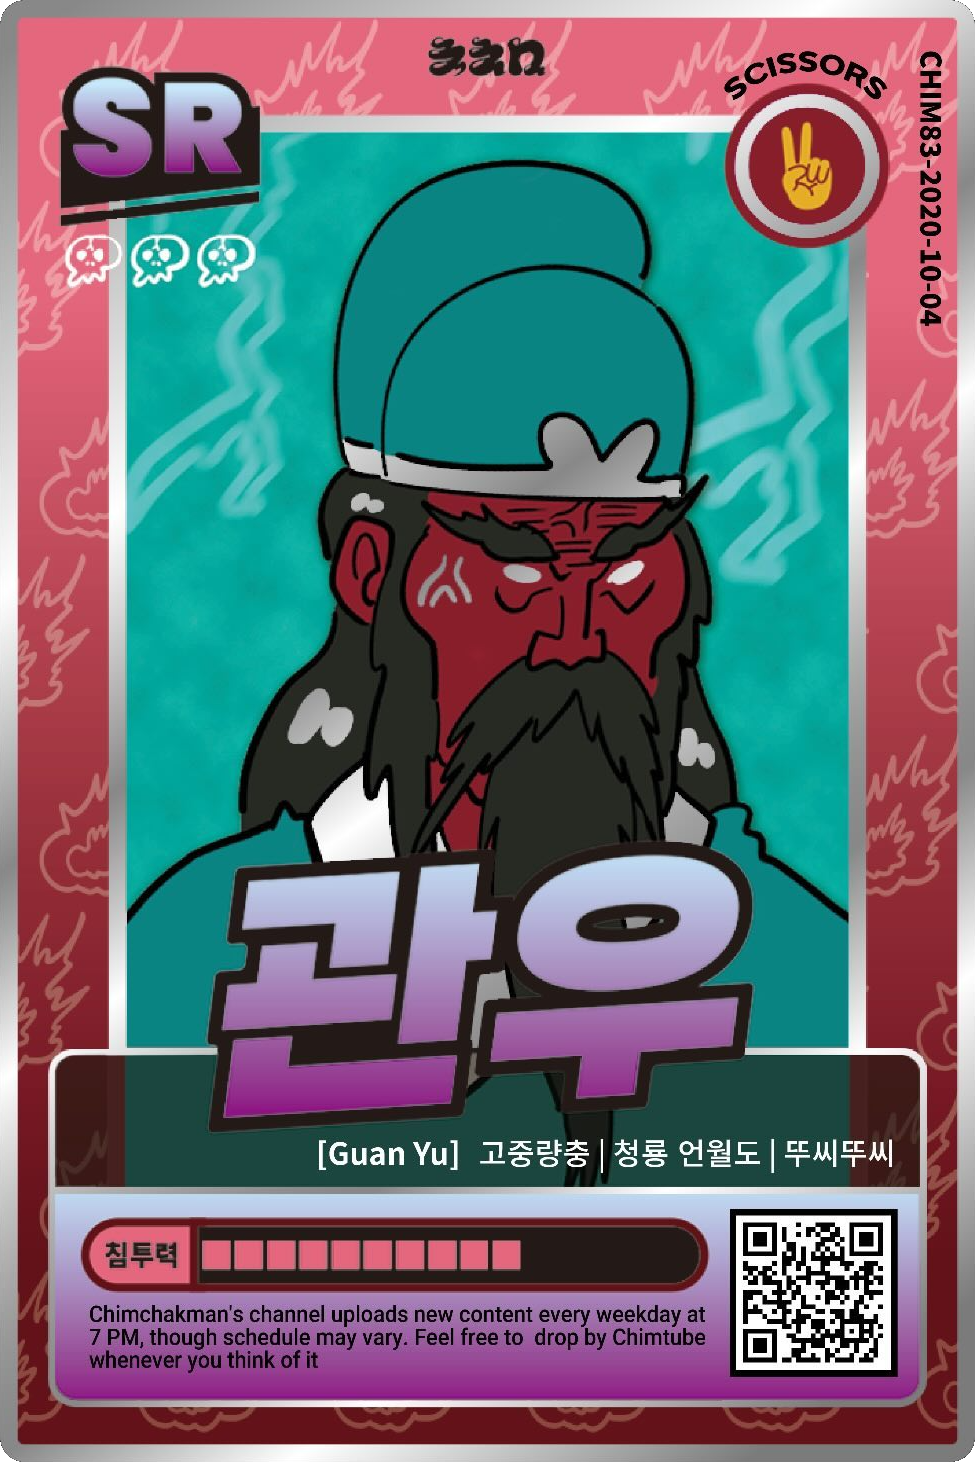 SR
SCISSORS
CHIM83-2020-10-04
관우
[Guan Yu] 고중량충 | 청룡 언월도 | 뚜씨뚜씨
침투력
Chimchakman's channel uploads new content every weekday at
7 PM, though schedule may vary. Feel free to drop by Chimtube
whenever you think of it